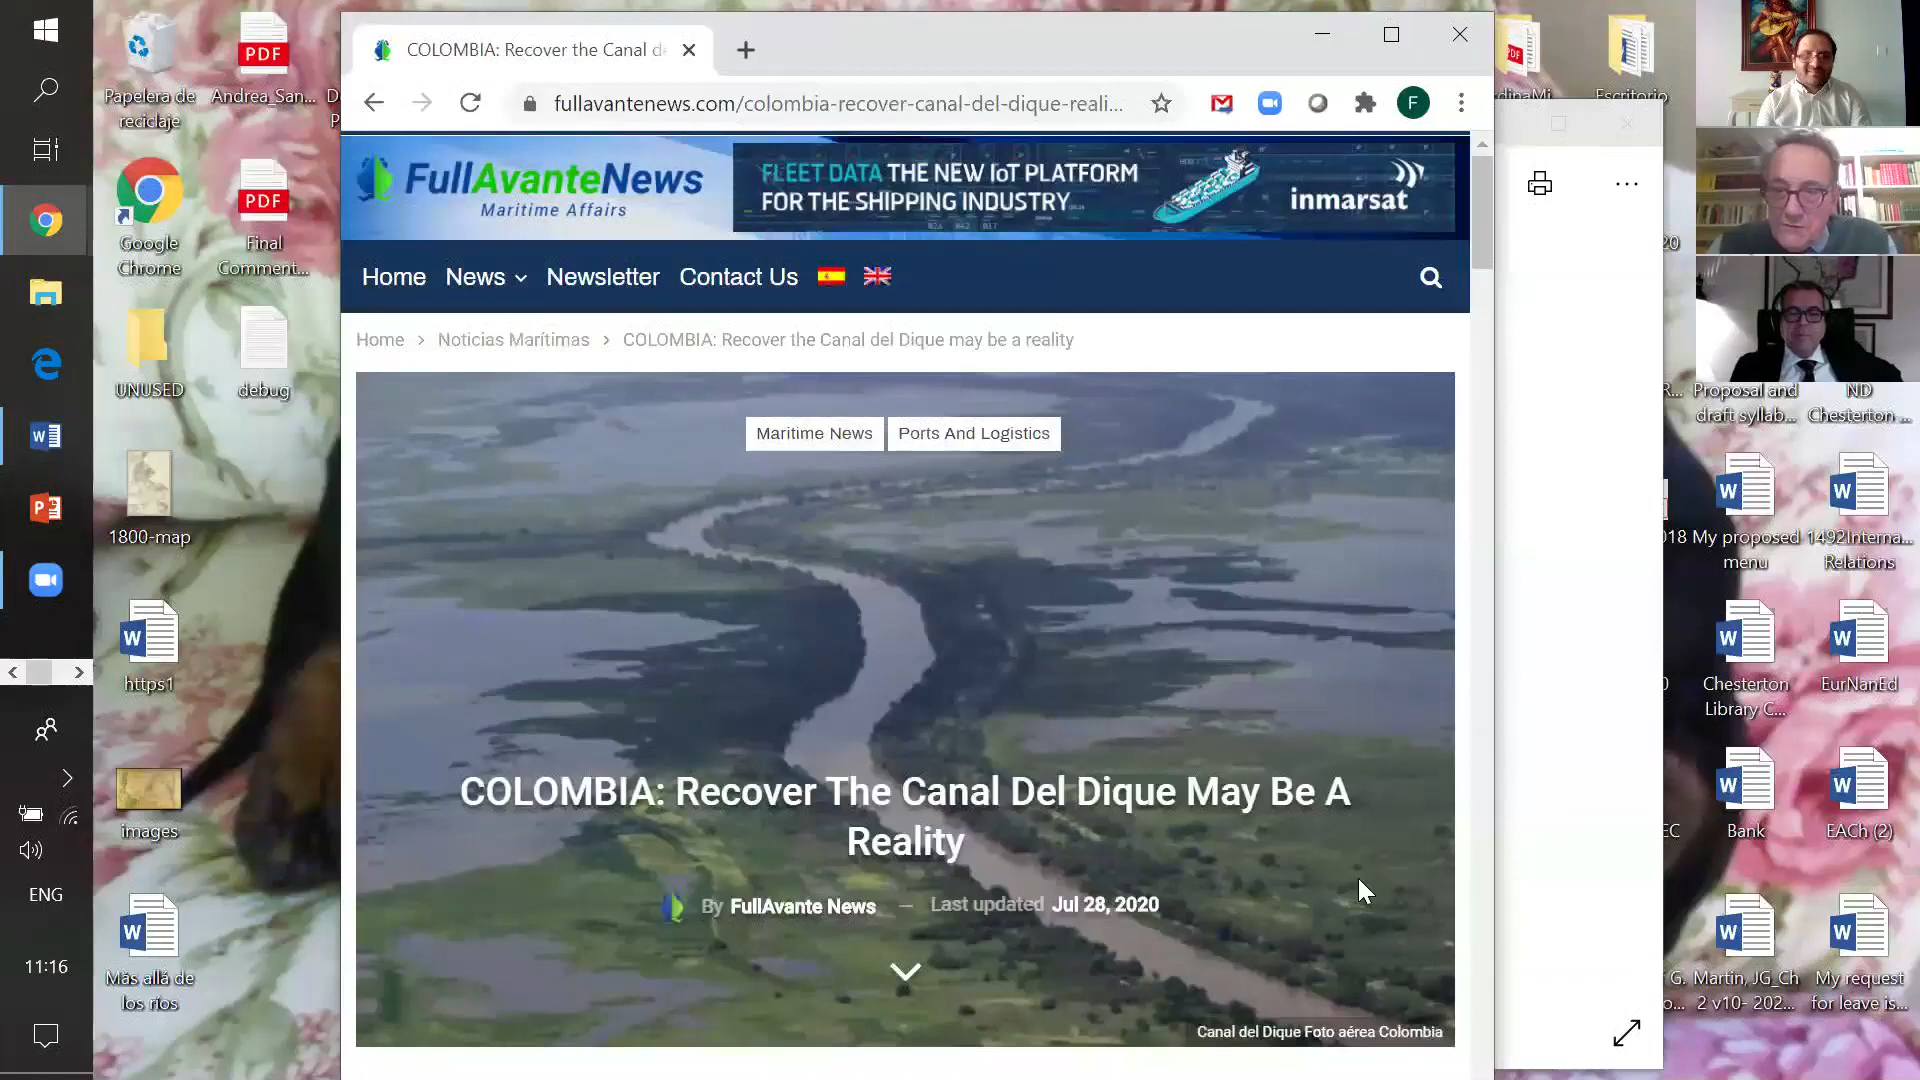 Papelera de
reciclaje
PDF
Andrea_San...
Google
Chrome
PDF
Final
Comment...
UNUSED
debug
1800-map
https1
images
Más allá de
los ríos
ENG
11:16
COLOMBIA: Recover the Canal d
fullavantenews.com/colombia-recover-canal-del-dique-reali...
F
FullAvanteNews
Maritime Affairs
FLEET DATA THE NEW IoT PLATFORM
FOR THE SHIPPING INDUSTRY
inmarsat
Home
News
Newsletter
Contact Us
Home > Noticias Marítimas > COLOMBIA: Recover the Canal del Dique may be a reality
Maritime News
Ports And Logistics
COLOMBIA: Recover The Canal Del Dique May Be A
Reality
By FullAvante News — Last updated Jul 28, 2020
Canal del Dique Foto aérea Colombia
PDF
Escritorio
Proposal and
draft syllab...
ND
Chesterton ...
My proposed
menu
1492Interna...
Relations
Chesterton
Library C...
EurNanEd
Bank
EACh (2)
Martin, JG_Ch
2 v10- 202...
My request
for leave is...